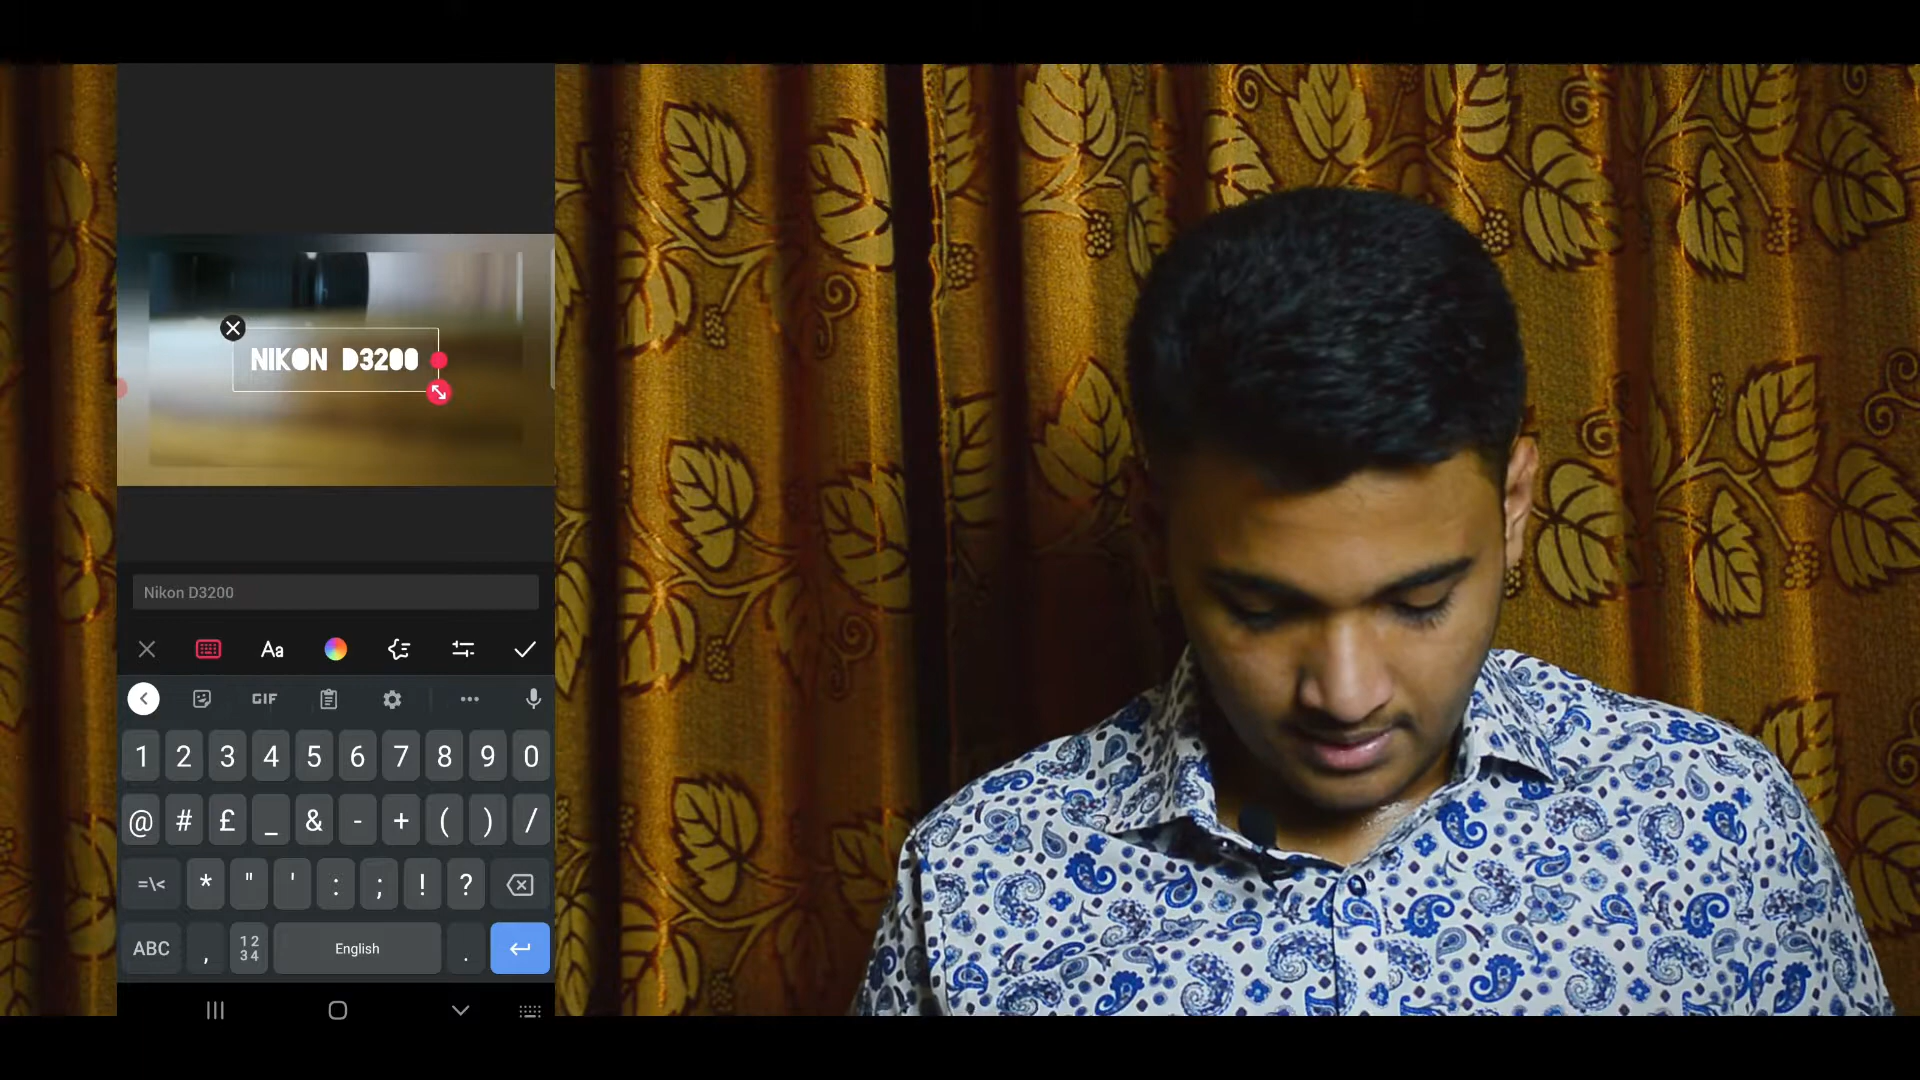 NIKON D3200
Nikon D3200
Aa
GIF
1 2 3 4 5 6 7 8 9 0
@ # £ _ & - + ( ) /
=\< * " ' : ; ! ?
ABC , 12 34 English .